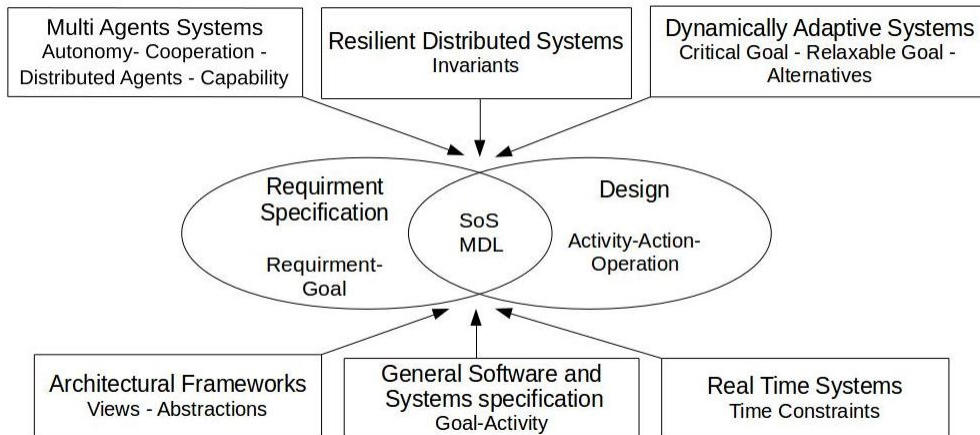 Multi Agents Systems
Autonomy- Cooperation -
Distributed Agents - Capability
Resilient Distributed Systems
Invariants
Dynamically Adaptive Systems
Critical Goal - Relaxable Goal -
Alternatives
Requirment
Specification
Requirment-
Goal
SoS
MDL
Design
Activity-Action-
Operation
Architectural Frameworks
Views - Abstractions
General Software and
Systems specification
Goal-Activity
Real Time Systems
Time Constraints